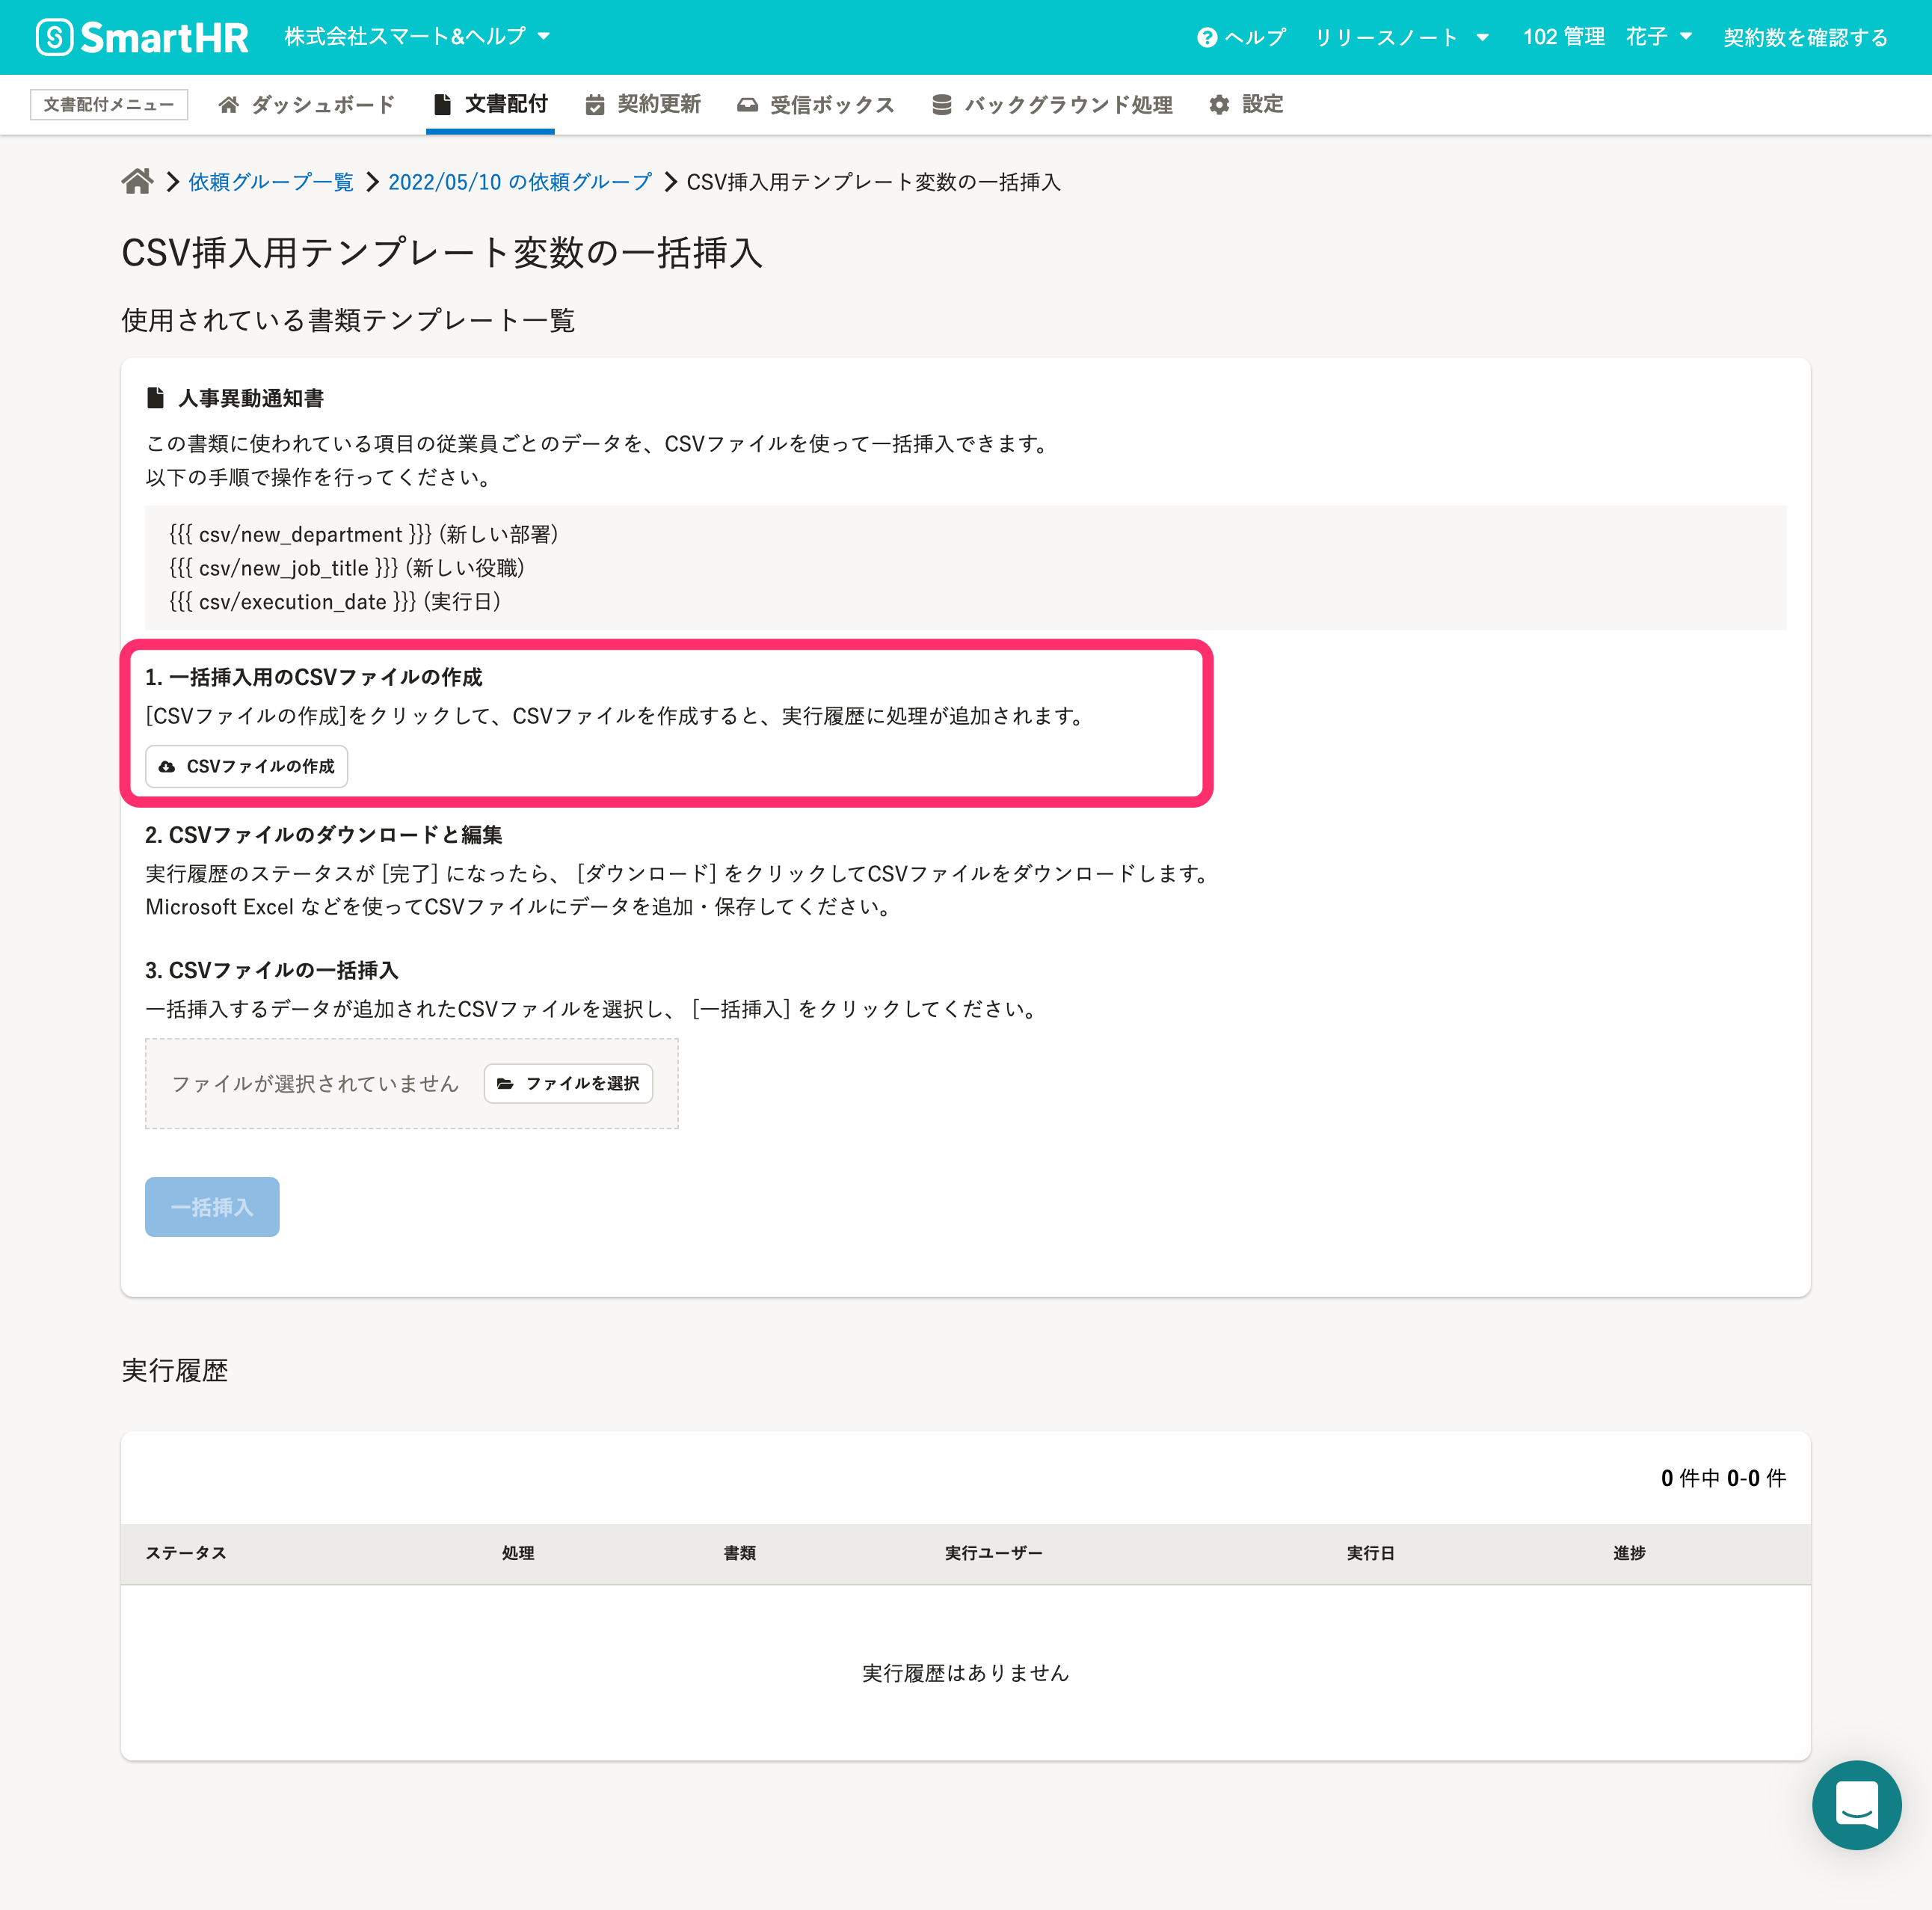 SmartHR 株式会社スマート&ヘルプ ヘルプ リリースノート 102 管理 花子 契約数を確認する
文書配付メニュー ダッシュボード 文書配付 契約更新 受信ボックス バックグラウンド処理 設定
依頼グループ一覧 2022/05/10 の依頼グループ CSV挿入用テンプレート変数の一括挿入
CSV挿入用テンプレート変数の一括挿入
使用されている書類テンプレート一覧
人事異動通知書
この書類に使われている項目の従業員ごとのデータを、CSVファイルを使って一括挿入できます。
以下の手順で操作を行ってください。
{{{ csv/new_department }}} (新しい部署)
{{{ csv/new_job_title }}} (新しい役職)
{{{ csv/execution_date }}} (実行日)
1. 一括挿入用のCSVファイルの作成
[CSVファイルの作成]をクリックして、CSVファイルを作成すると、実行履歴に処理が追加されます。
CSVファイルの作成
2. CSVファイルのダウンロードと編集
実行履歴のステータスが [完了] になったら、 [ダウンロード] をクリックしてCSVファイルをダウンロードします。
Microsoft Excel などを使ってCSVファイルにデータを追加・保存してください。
3. CSVファイルの一括挿入
一括挿入するデータが追加されたCSVファイルを選択し、 [一括挿入] をクリックしてください。
ファイルが選択されていません ファイルを選択
一括挿入
実行履歴
0 件中 0-0 件
ステータス 処理 書類 実行ユーザー 実行日 進捗
実行履歴はありません